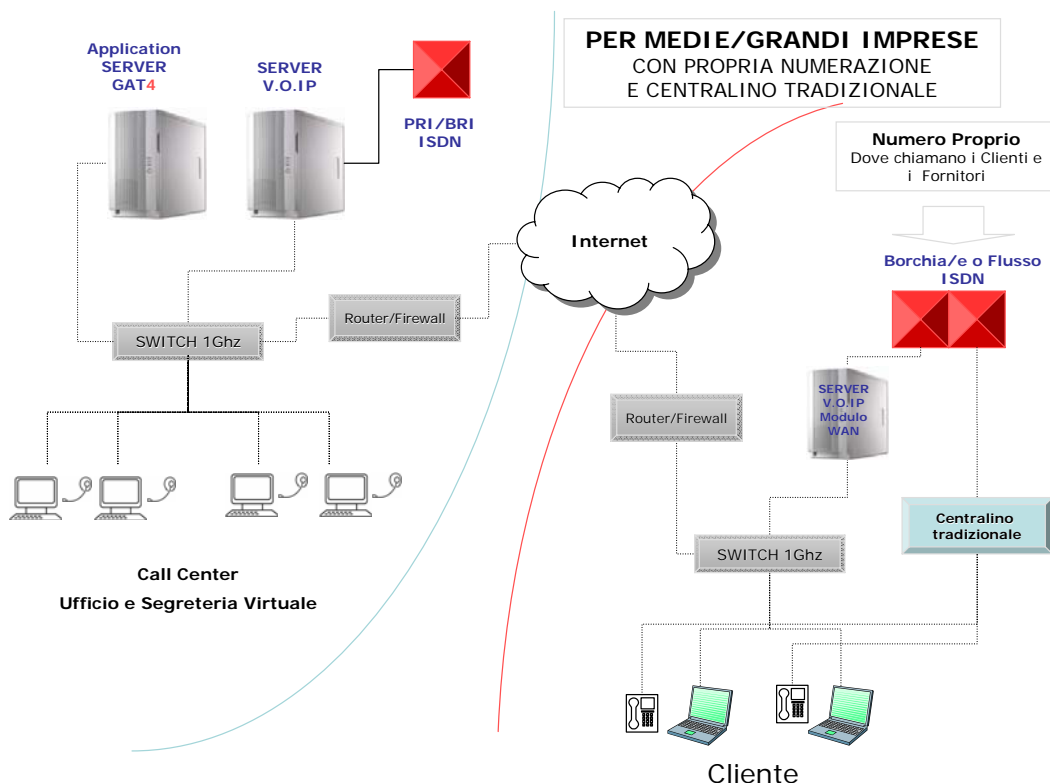 Application
SERVER
GAT4
SERVER
V.O.IP
PRI/BRI
ISDN
PER MEDIE/GRANDI IMPRESE
CON PROPRIA NUMERAZIONE
E CENTRALINO TRADIZIONALE
Numero Proprio
Dove chiamano i Clienti e
i Fornitori
Internet
Borchia/e o Flusso
ISDN
Router/Firewall
SWITCH 1Ghz
SERVER
V.O.IP
Modulo
WAN
Router/Firewall
Centralino
tradizionale
SWITCH 1Ghz
Call Center
Ufficio e Segreteria Virtuale
Cliente